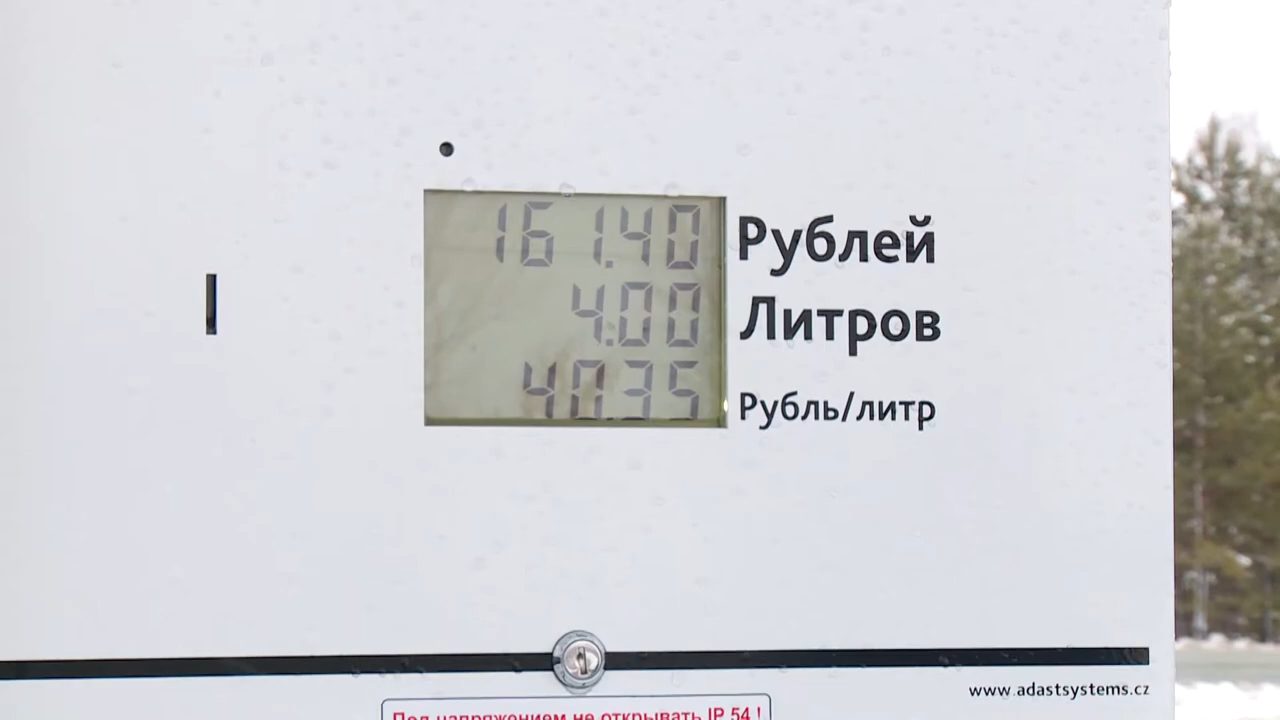 161.40 Рублей
4.00 Литров
40.35 Рубль/литр
www.adastsystems.cz
Под напряжением не открывать IP 54 !